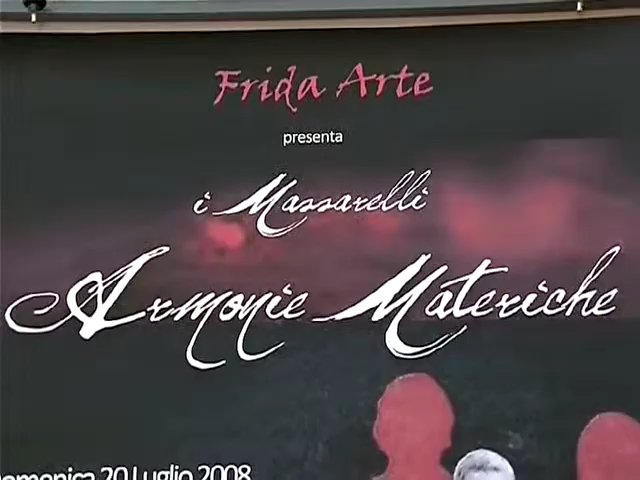 Frida Arte
presenta
i Massarelli
Armonie Materiche
Domenica 20 Luglio 2008